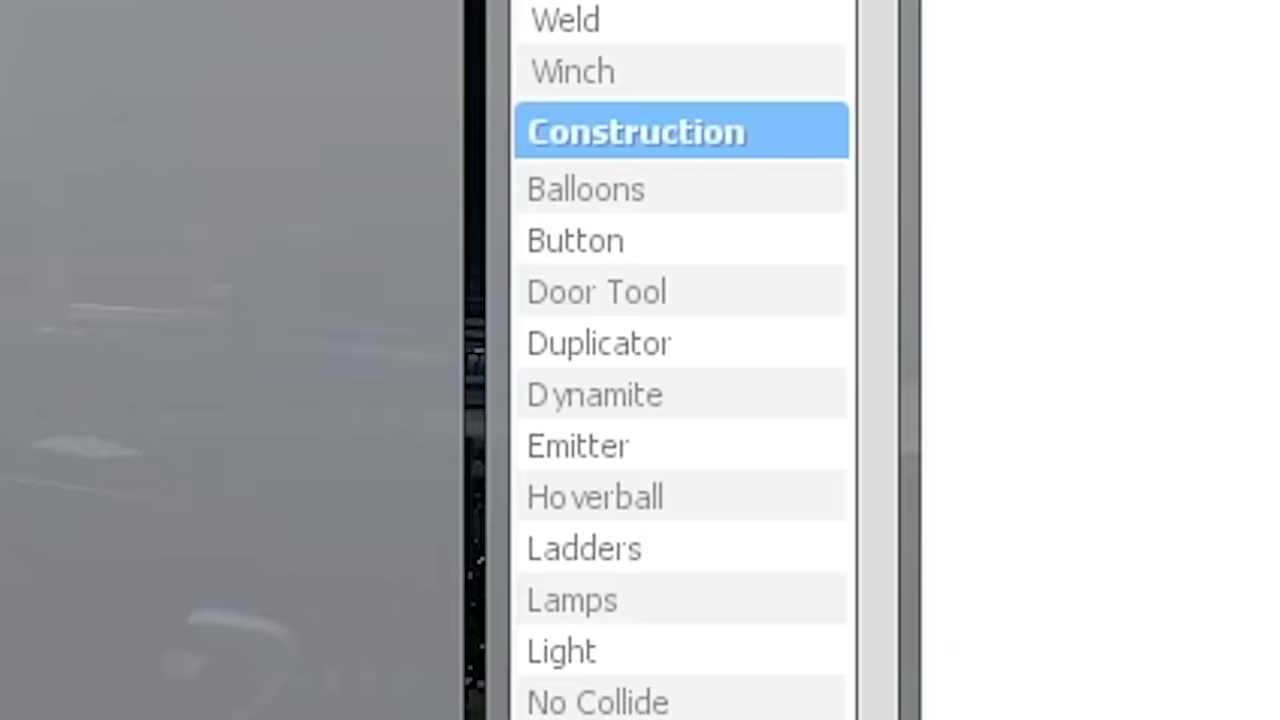 Weld
Winch
Construction
Balloons
Button
Door Tool
Duplicator
Dynamite
Emitter
Hoverball
Ladders
Lamps
Light
No Collide